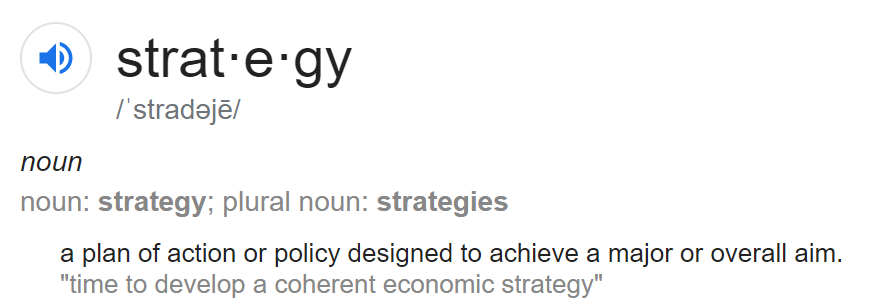 strat·e·gy
/ˈstradəjē/
noun
noun: strategy; plural noun: strategies
a plan of action or policy designed to achieve a major or overall aim.
"time to develop a coherent economic strategy"